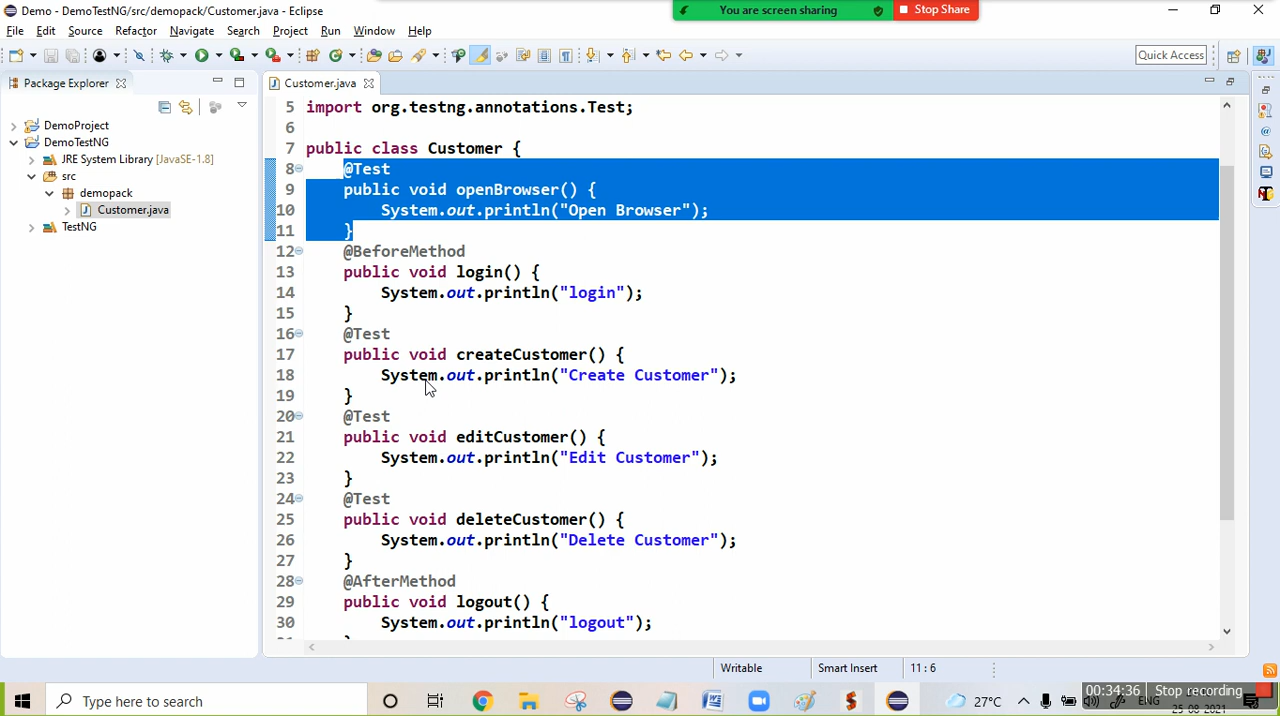 Demo - DemoTestNG/src/demopack/Customer.java - Eclipse
You are screen sharing
Stop Share
File Edit Source Refactor Navigate Search Project Run Window Help
Quick Access
Package Explorer
Customer.java
DemoProject
DemoTestNG
JRE System Library [JavaSE-1.8]
src
demopack
Customer.java
TestNG
5 import org.testng.annotations.Test;
6
7 public class Customer {
8 @Test
9 public void openBrowser() {
10 System.out.println("Open Browser");
11 }
12 @BeforeMethod
13 public void login() {
14 System.out.println("login");
15 }
16 @Test
17 public void createCustomer() {
18 System.out.println("Create Customer");
19 }
20 @Test
21 public void editCustomer() {
22 System.out.println("Edit Customer");
23 }
24 @Test
25 public void deleteCustomer() {
26 System.out.println("Delete Customer");
27 }
28 @AfterMethod
29 public void logout() {
30 System.out.println("logout");
Writable Smart Insert 11 : 6
Type here to search
27°C
ENG
00:34:36 Stop recording
25-08-2021